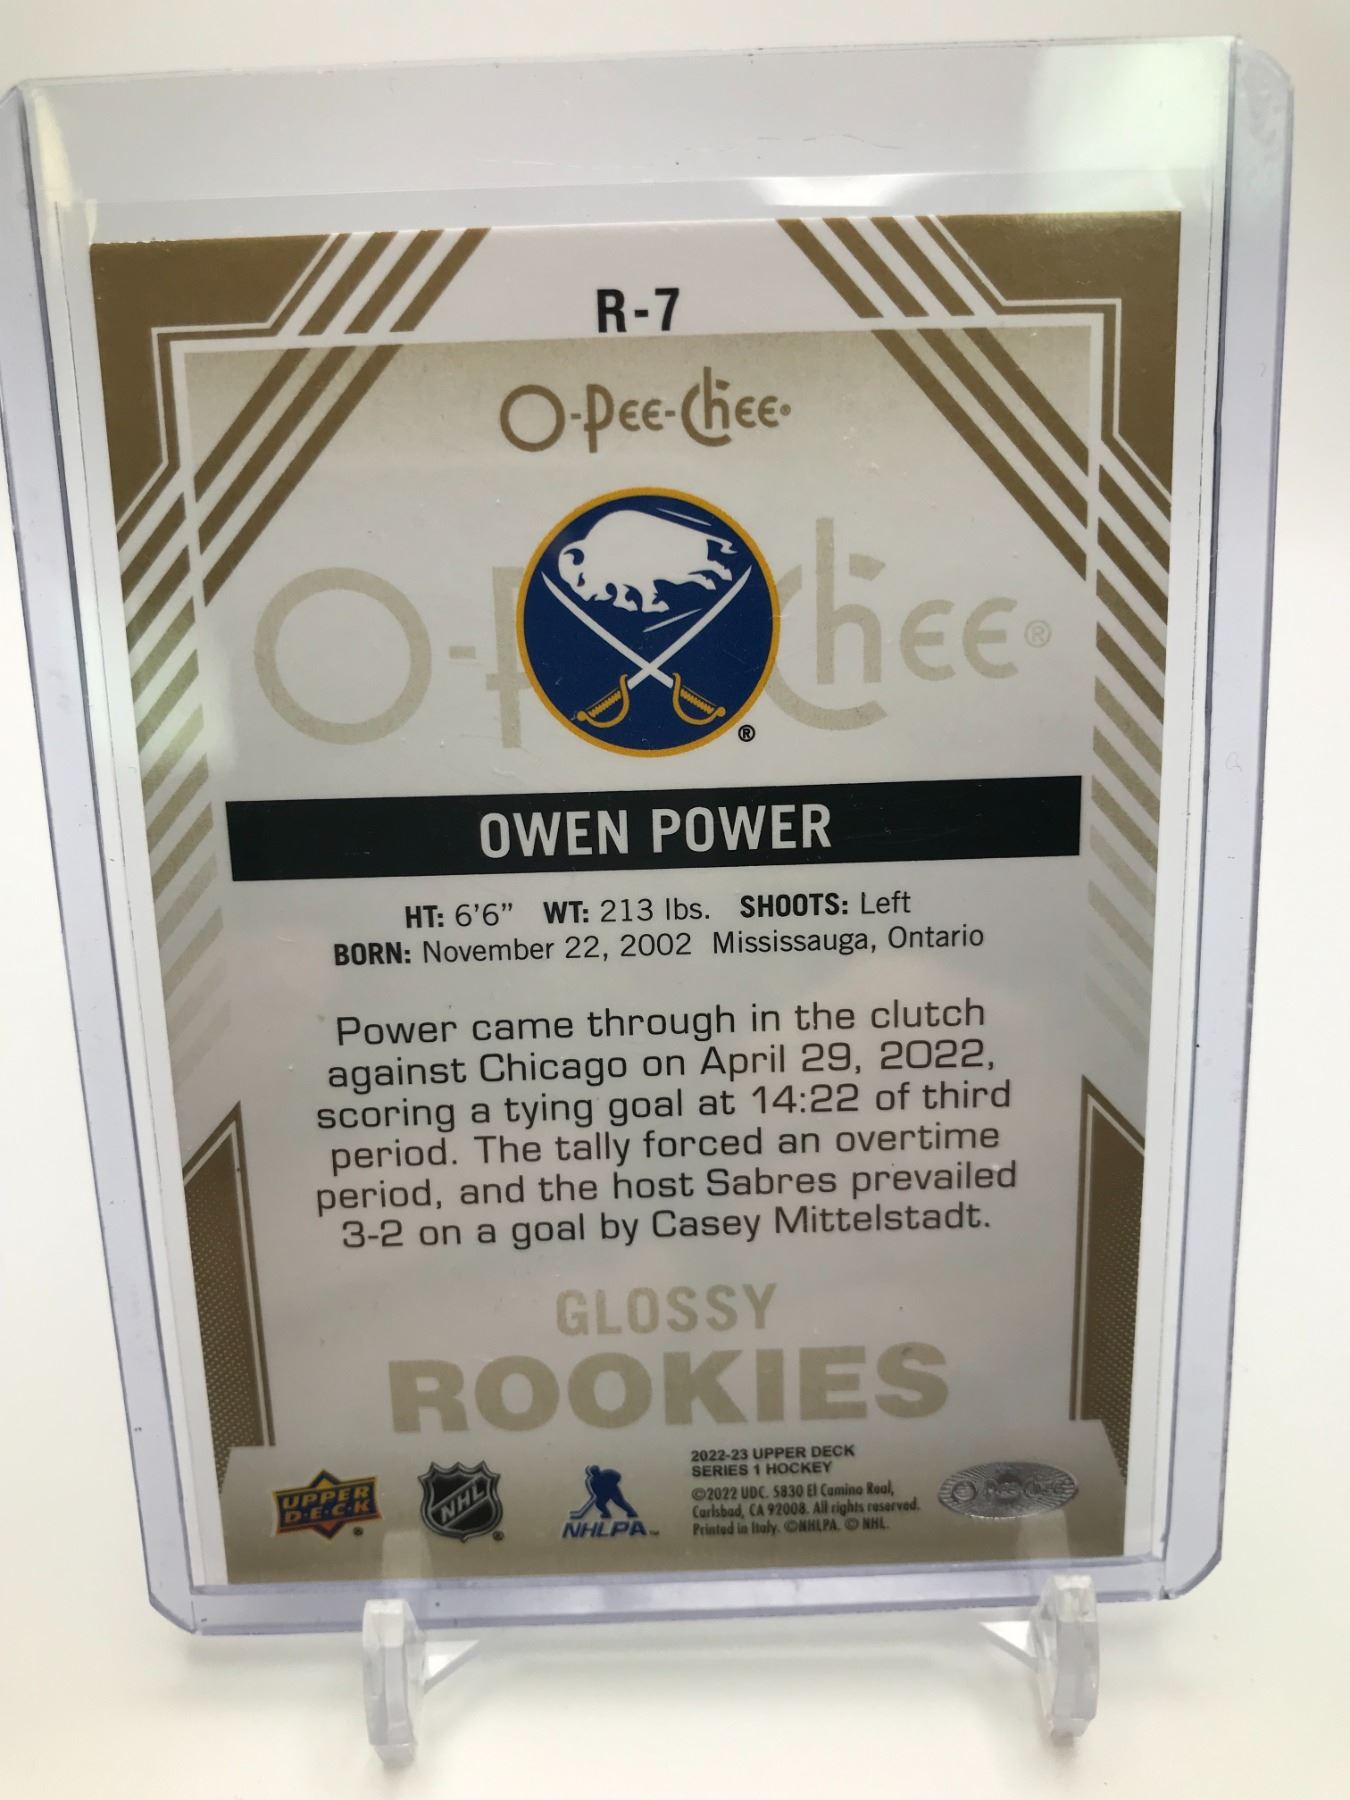 R-7
O-Pee-Chee®
O-P Chee®
®
OWEN POWER
HT: 6'6" WT: 213 lbs. SHOOTS: Left
BORN: November 22, 2002 Mississauga, Ontario
Power came through in the clutch
against Chicago on April 29, 2022,
scoring a tying goal at 14:22 of third
period. The tally forced an overtime
period, and the host Sabres prevailed
3-2 on a goal by Casey Mittelstadt.
GLOSSY
ROOKIES
UPPER
D·E·C·K
®
NHL
®
NHLPA™
2022-23 UPPER DECK
SERIES 1 HOCKEY
©2022 UDC. 5830 El Camino Real,
Carlsbad, CA 92008. All rights reserved.
Printed in Italy. ©NHLPA. © NHL.
O-Pee-Chee